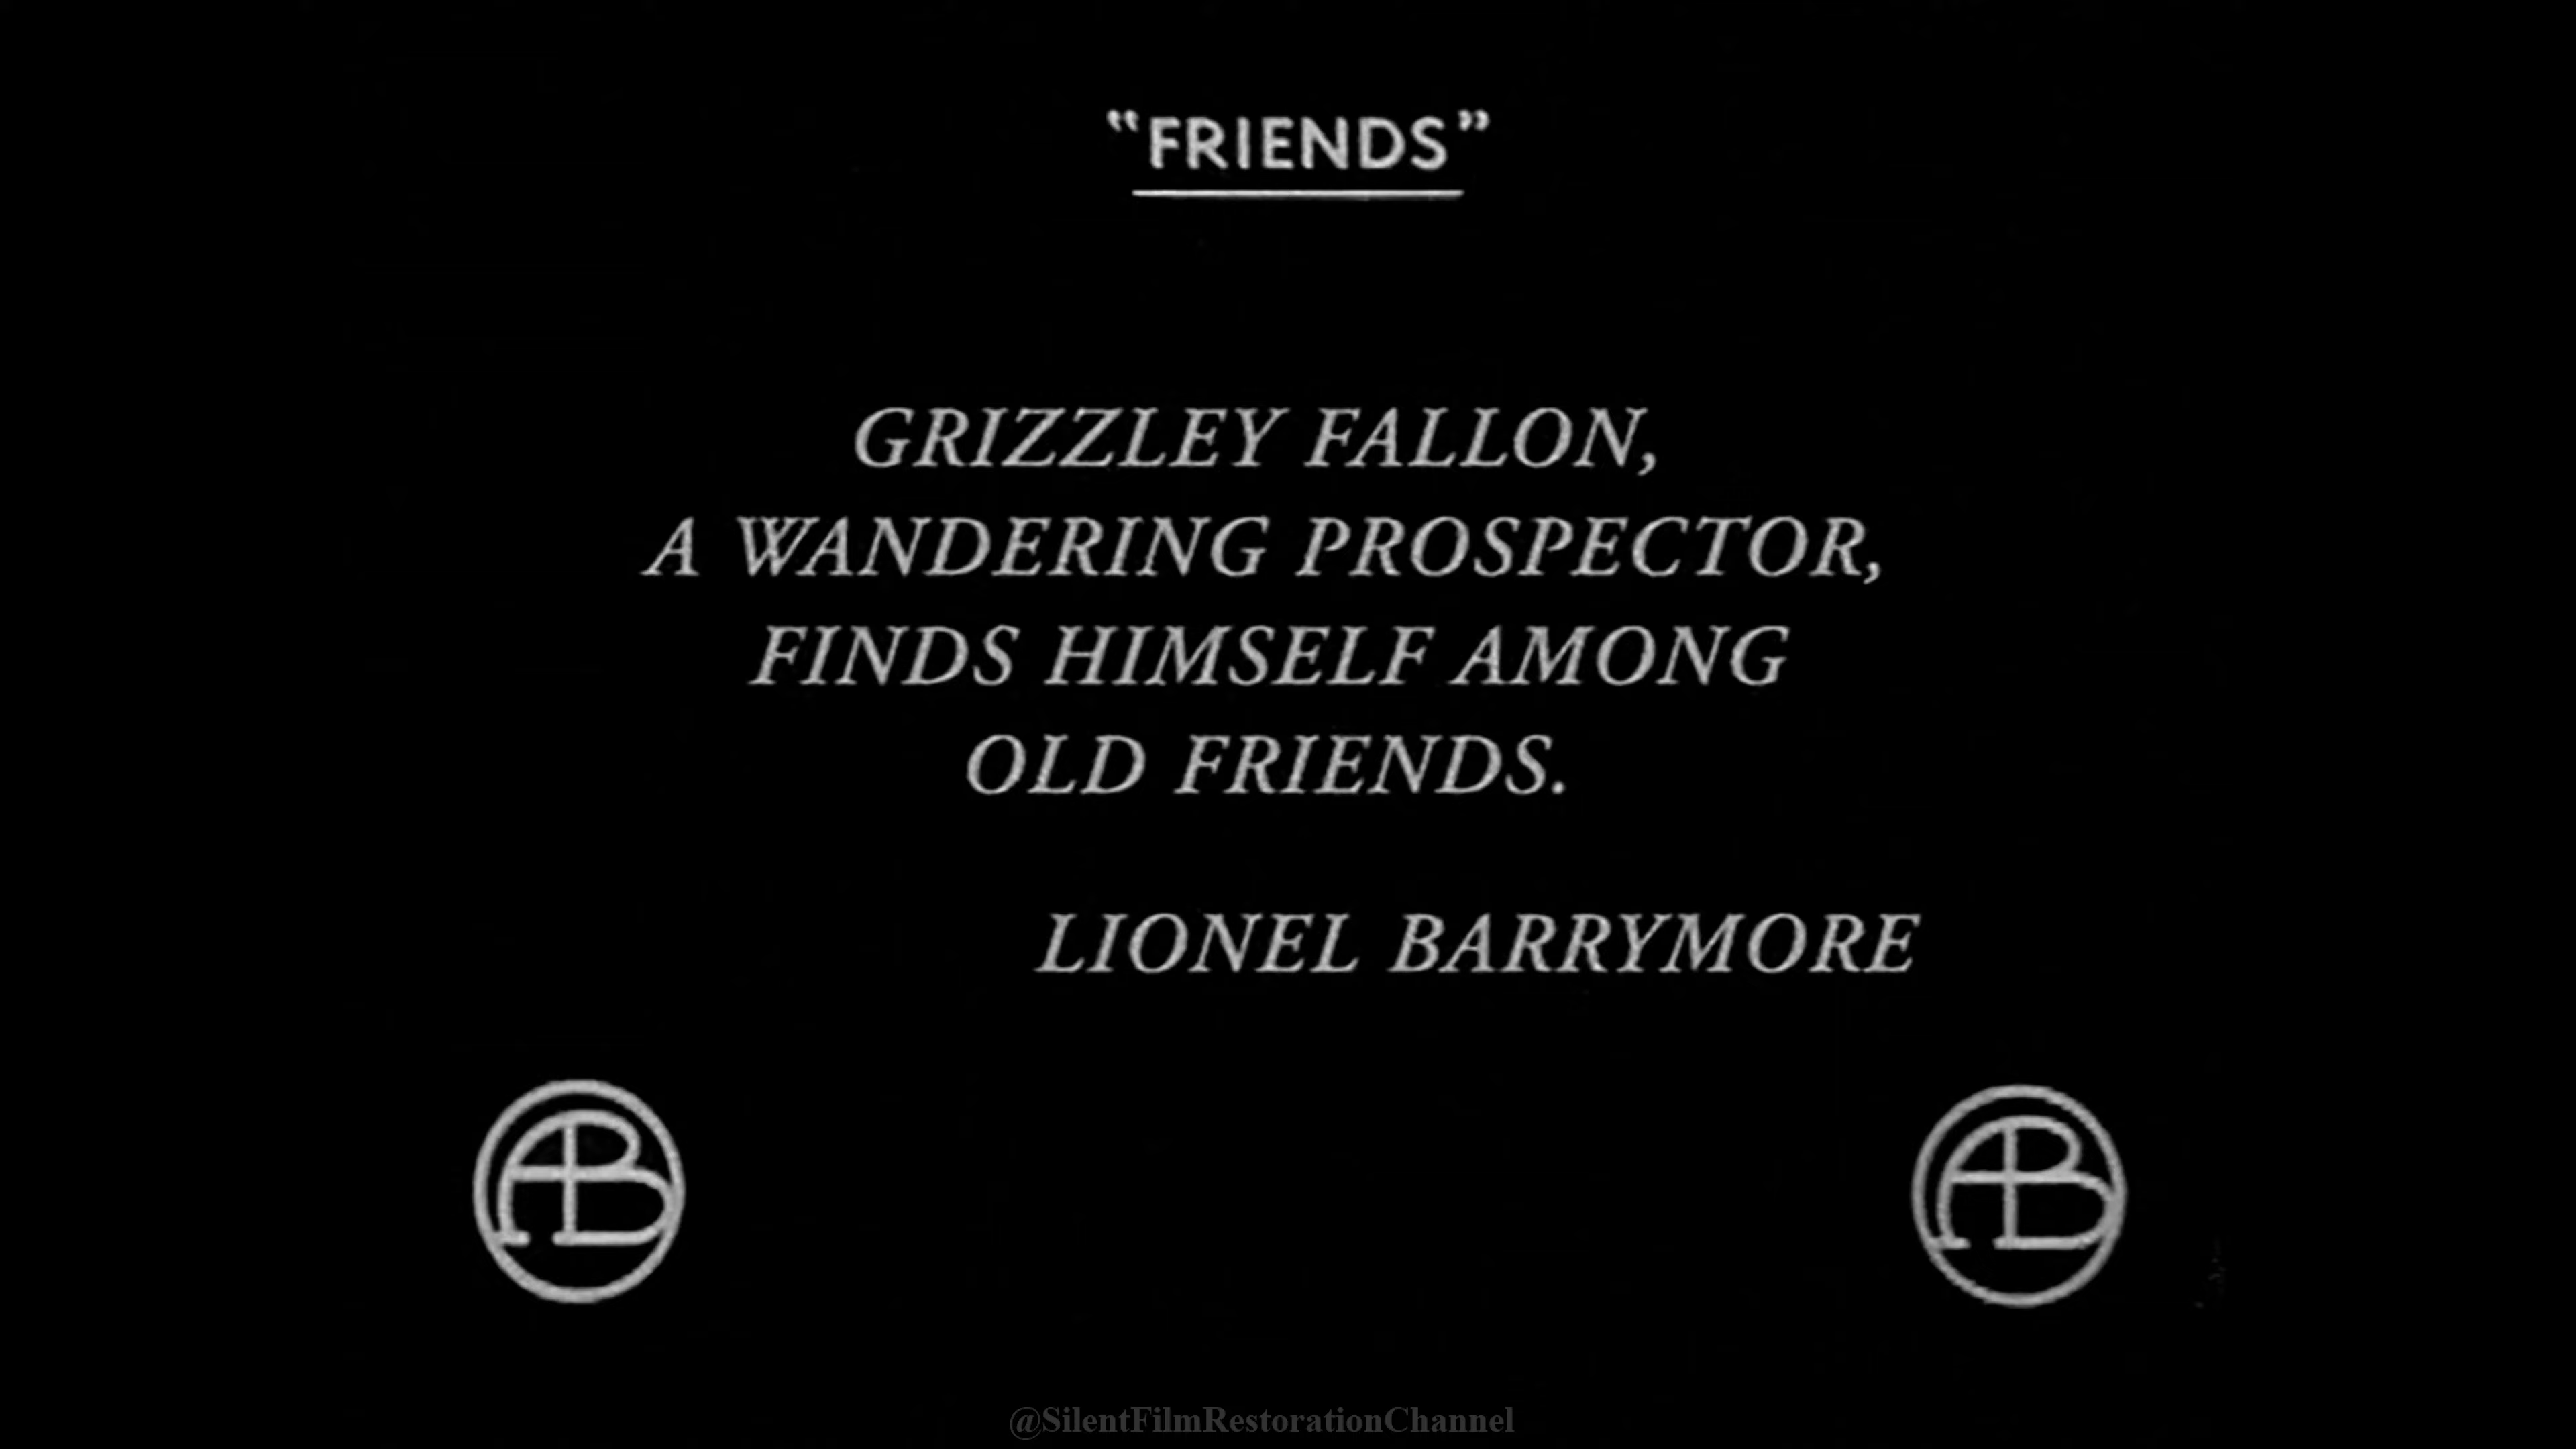 “FRIENDS”
GRIZZLEY FALLON,
A WANDERING PROSPECTOR,
FINDS HIMSELF AMONG
OLD FRIENDS.
LIONEL BARRYMORE
AB
AB
@SilentFilmRestorationChannel